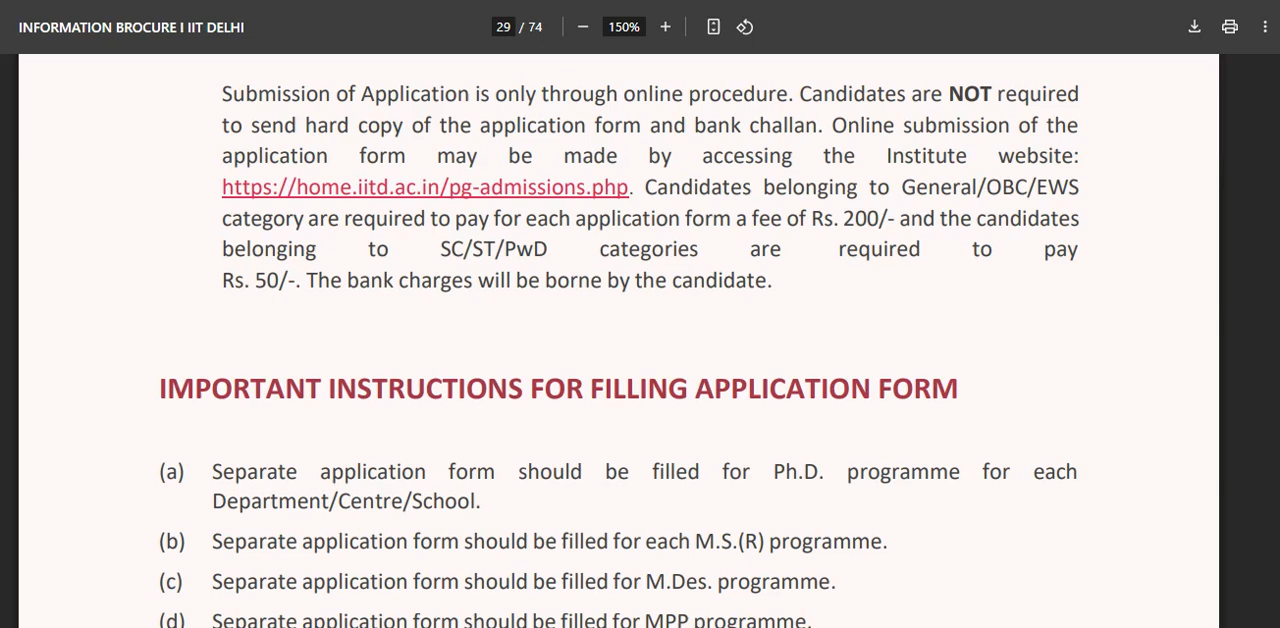 INFORMATION BROCURE I IIT DELHI
29 / 74
150%
Submission of Application is only through online procedure. Candidates are NOT required
to send hard copy of the application form and bank challan. Online submission of the
application form may be made by accessing the Institute website:
https://home.iitd.ac.in/pg-admissions.php. Candidates belonging to General/OBC/EWS
category are required to pay for each application form a fee of Rs. 200/- and the candidates
belonging to SC/ST/PwD categories are required to pay
Rs. 50/-. The bank charges will be borne by the candidate.
IMPORTANT INSTRUCTIONS FOR FILLING APPLICATION FORM
(a) Separate application form should be filled for Ph.D. programme for each
Department/Centre/School.
(b) Separate application form should be filled for each M.S.(R) programme.
(c) Separate application form should be filled for M.Des. programme.
(d) Separate application form should be filled for MPP programme.